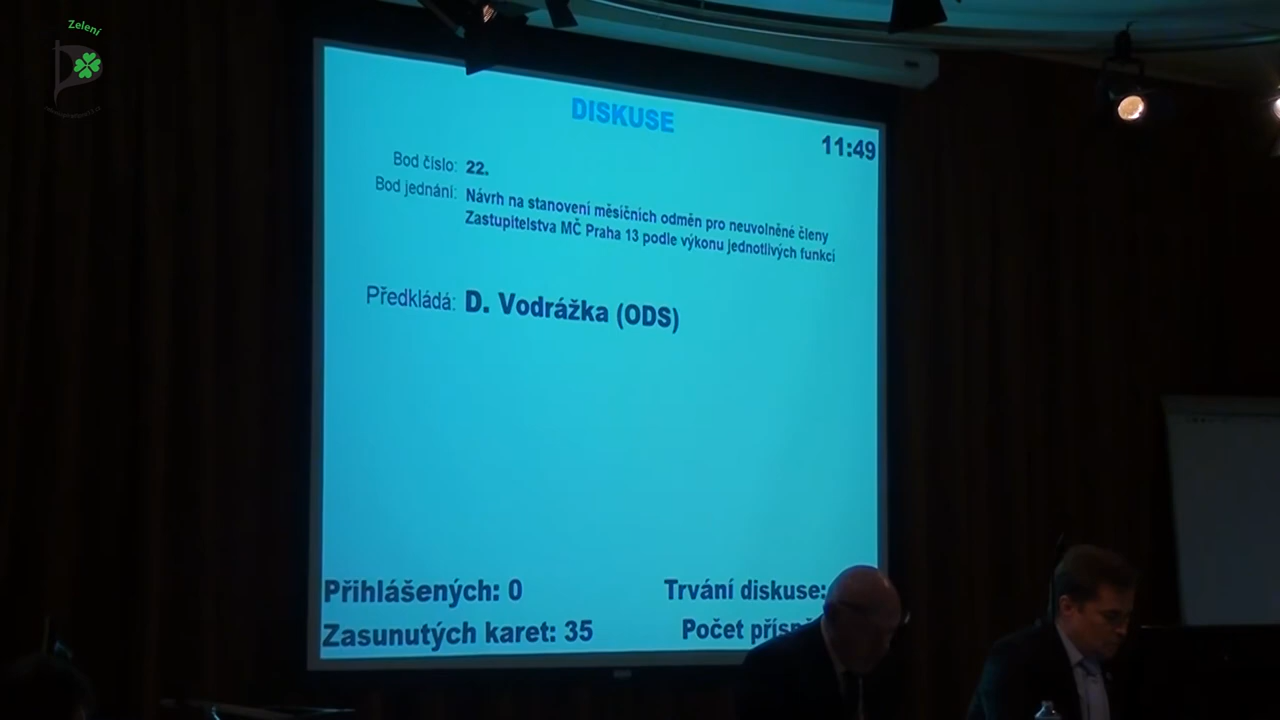 Zelení
DISKUSE
11:49
Bod číslo: 22.
Bod jednání: Návrh na stanovení měsíčních odměn pro neuvolněné členy
Zastupitelstva MČ Praha 13 podle výkonu jednotlivých funkcí
Předkládá: D. Vodrážka (ODS)
Přihlášených: 0
Trvání diskuse:
Zasunutých karet: 35
Počet